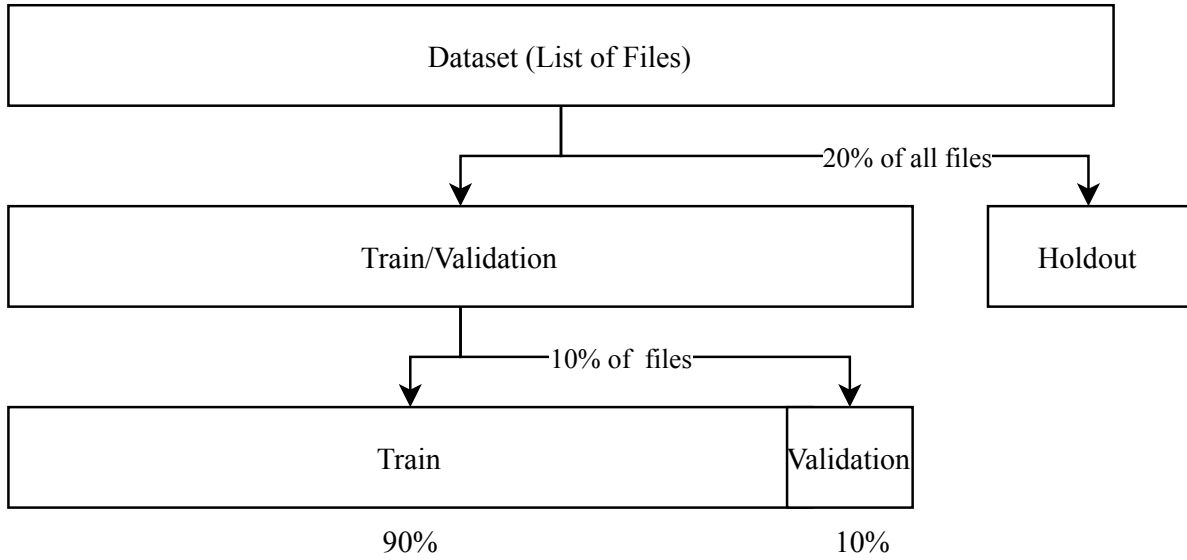 Dataset (List of Files)
20% of all files
Train/Validation
Holdout
10% of  files
Train
Validation
90%
10%